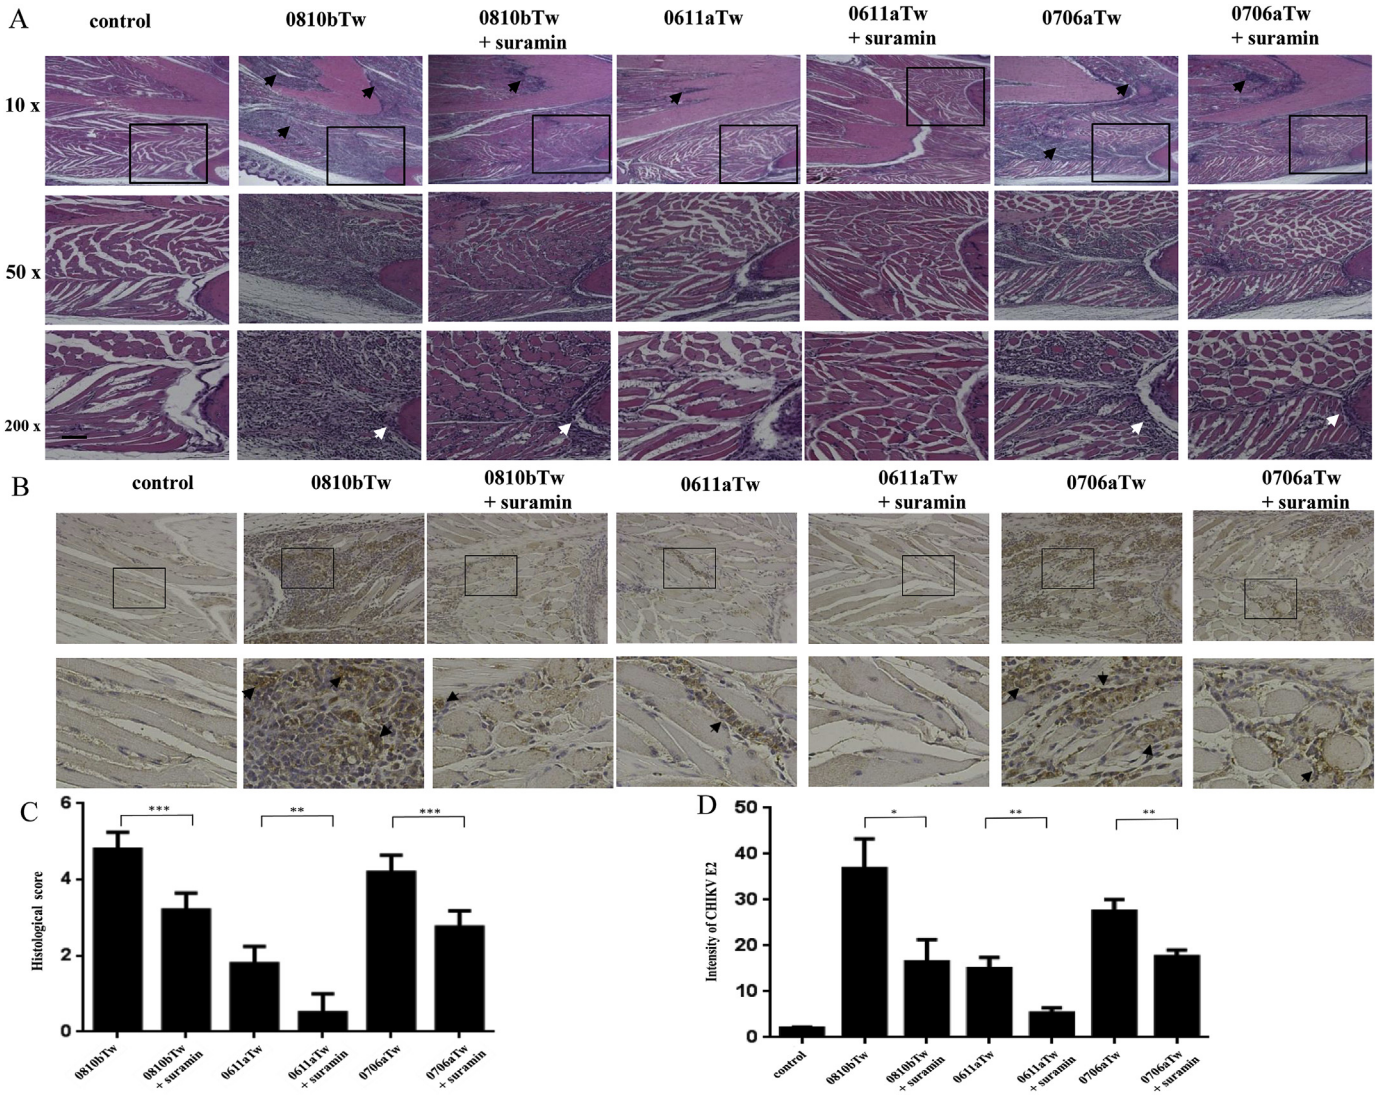 A
control
0810bTw
0810bTw
+ suramin
0611aTw
0611aTw
+ suramin
0706aTw
0706aTw
+ suramin
10 x
50 x
200 x
B
control
0810bTw
0810bTw
+ suramin
0611aTw
0611aTw
+ suramin
0706aTw
0706aTw
+ suramin
C
Histological score
6
4
2
0
***
**
***
0810bTw
0810bTw
+ suramin
0611aTw
0611aTw
+ suramin
0706aTw
0706aTw
+ suramin
D
Intensity of CHIKV E2
50
40
30
20
10
0
*
**
**
control
0810bTw
0810bTw
+ suramin
0611aTw
0611aTw
+ suramin
0706aTw
0706aTw
+ suramin